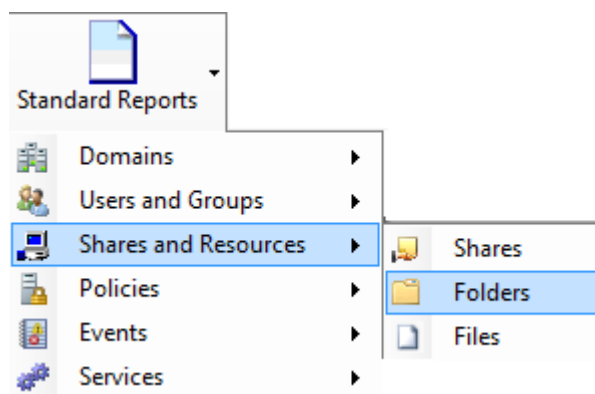 Standard Reports
Domains
Users and Groups
Shares and Resources
Policies
Events
Services
Shares
Folders
Files